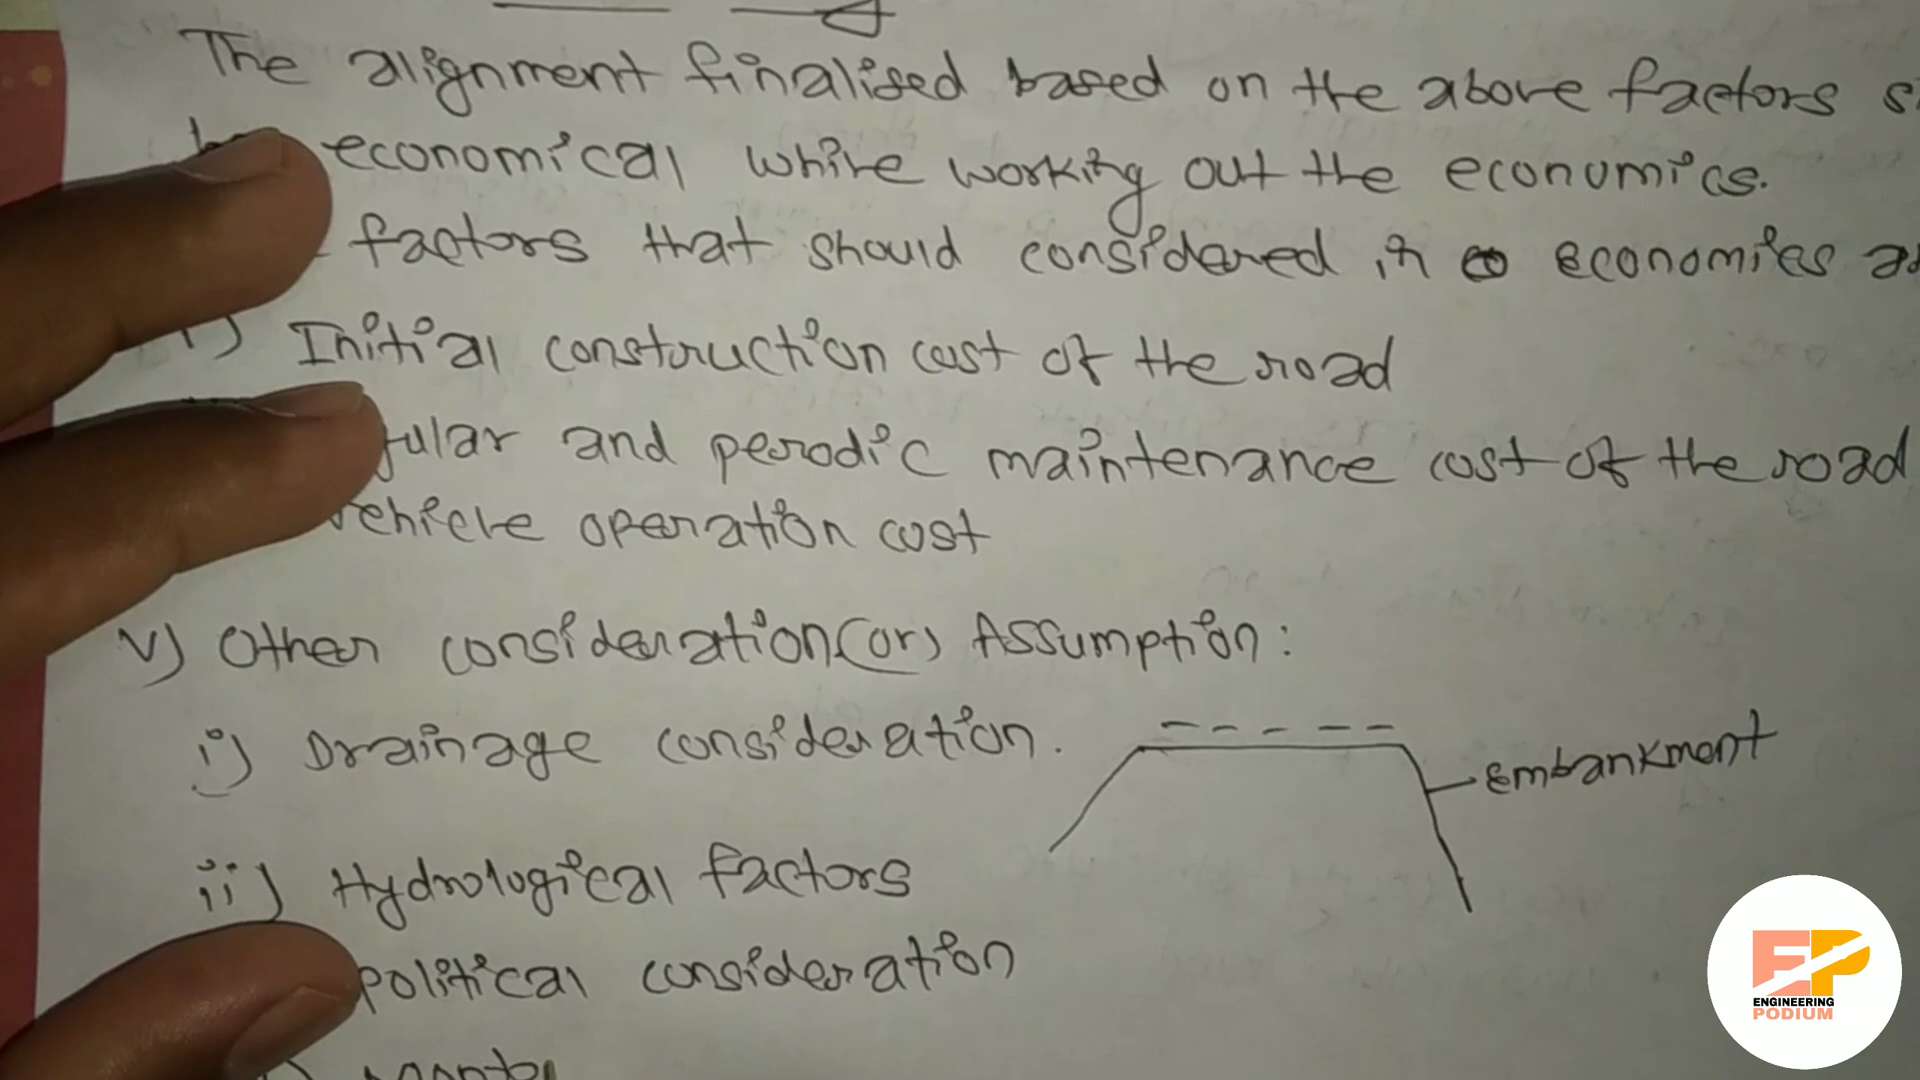 The alignment finalised based on the above factors s
economical while working out the economics.
factors that should considered in economics a
i) Initial construction cost of the road
gular and perodic maintenance cost of the road
vehicle operation cost
v) Other consideration (or) Assumption:
i) Drainage consideration.
embankment
ii) Hydrological factors
political consideration
ENGINEERING
PODIUM